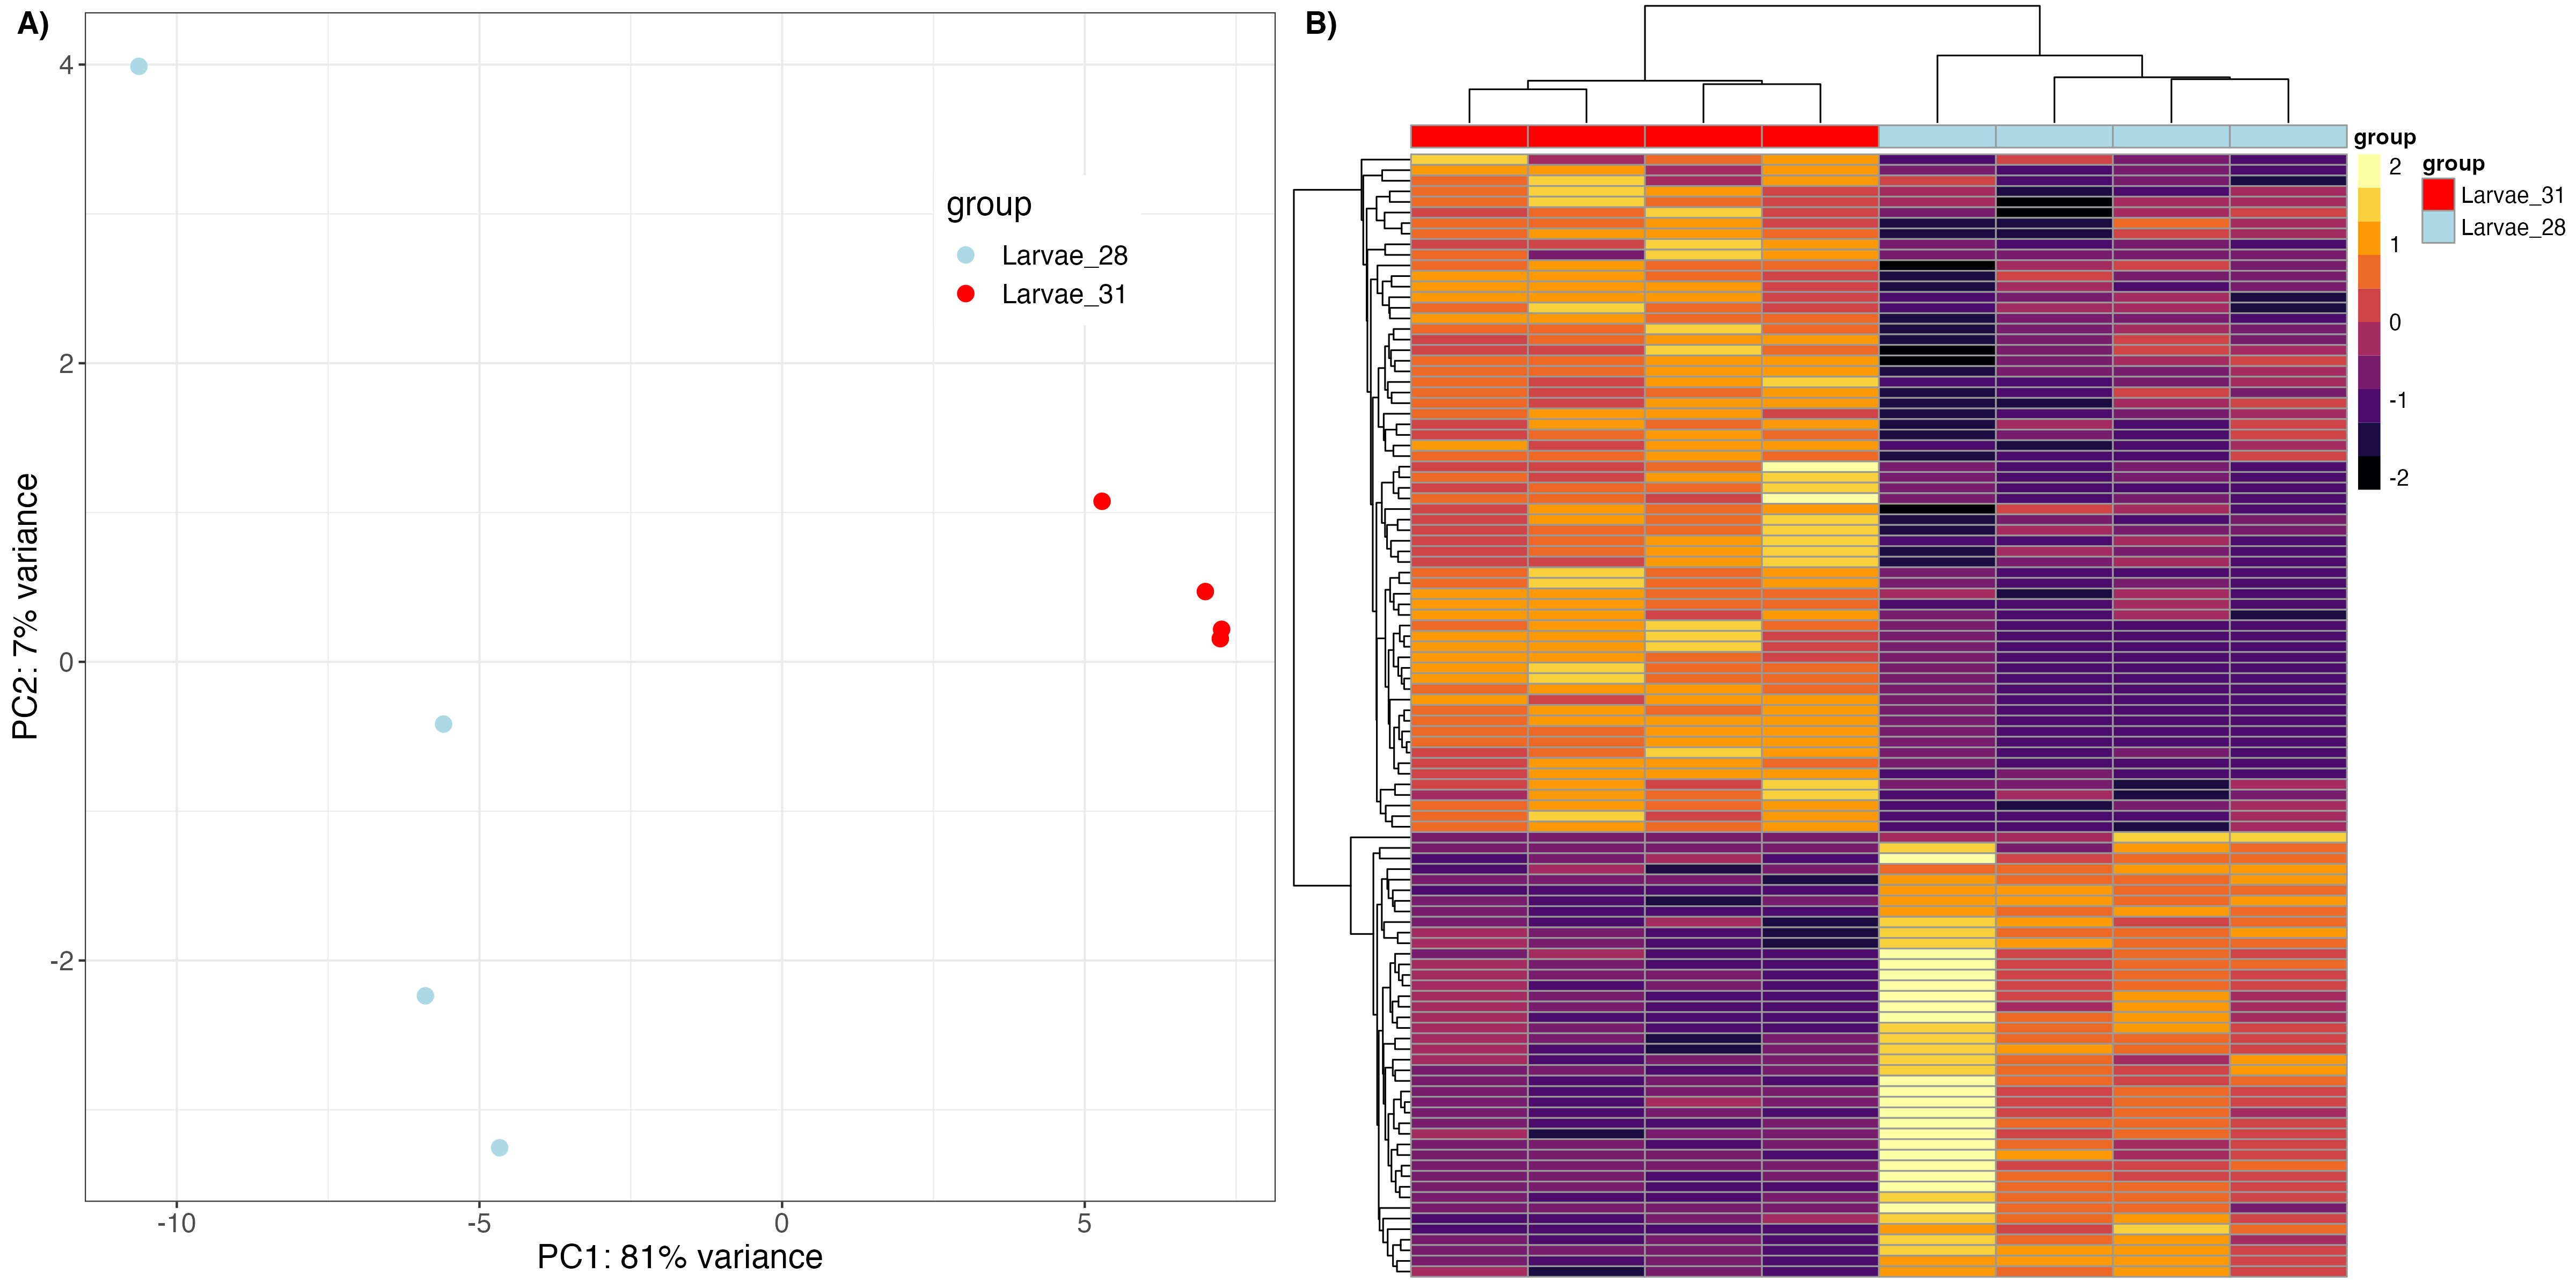 A)
4
2
0
-2
PC2: 7% variance
-10
-5
0
5
PC1: 81% variance
group
Larvae_28
Larvae_31
B)
group
2
1
0
-1
-2
group
Larvae_31
Larvae_28